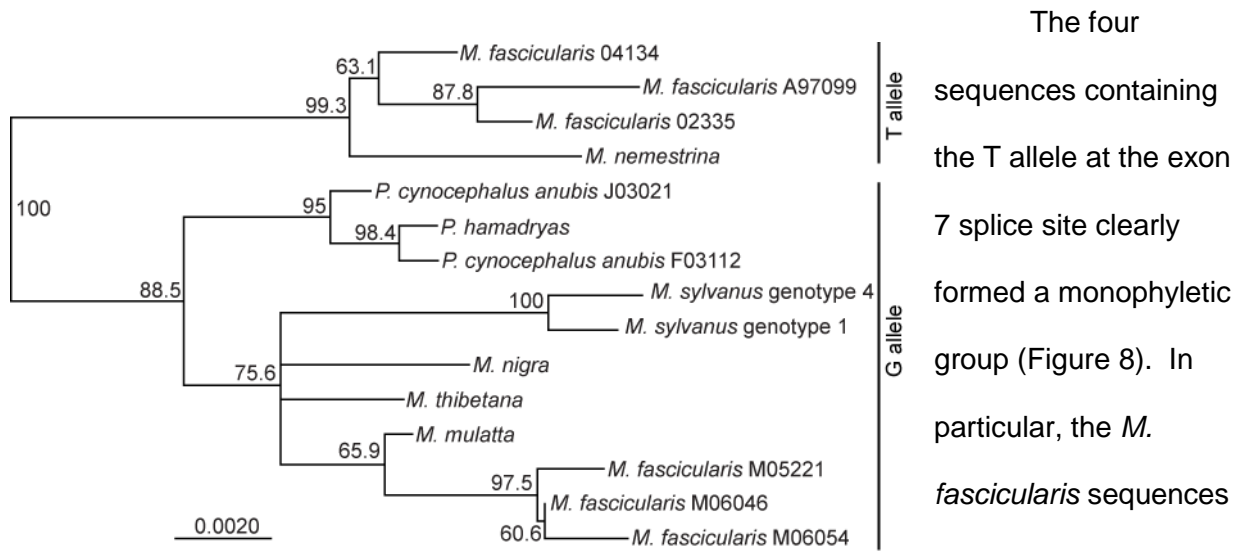 M. fascicularis 04134
63.1
M. fascicularis A97099
87.8
99.3
M. fascicularis 02335
M. nemestrina
T allele
100
P. cynocephalus anubis J03021
95
P. hamadryas
98.4
P. cynocephalus anubis F03112
88.5
M. sylvanus genotype 4
100
M. sylvanus genotype 1
M. nigra
75.6
M. thibetana
M. mulatta
65.9
M. fascicularis M05221
97.5
M. fascicularis M06046
60.6
M. fascicularis M06054
G allele
0.0020
The four
sequences containing
the T allele at the exon
7 splice site clearly
formed a monophyletic
group (Figure 8). In
particular, the M.
fascicularis sequences